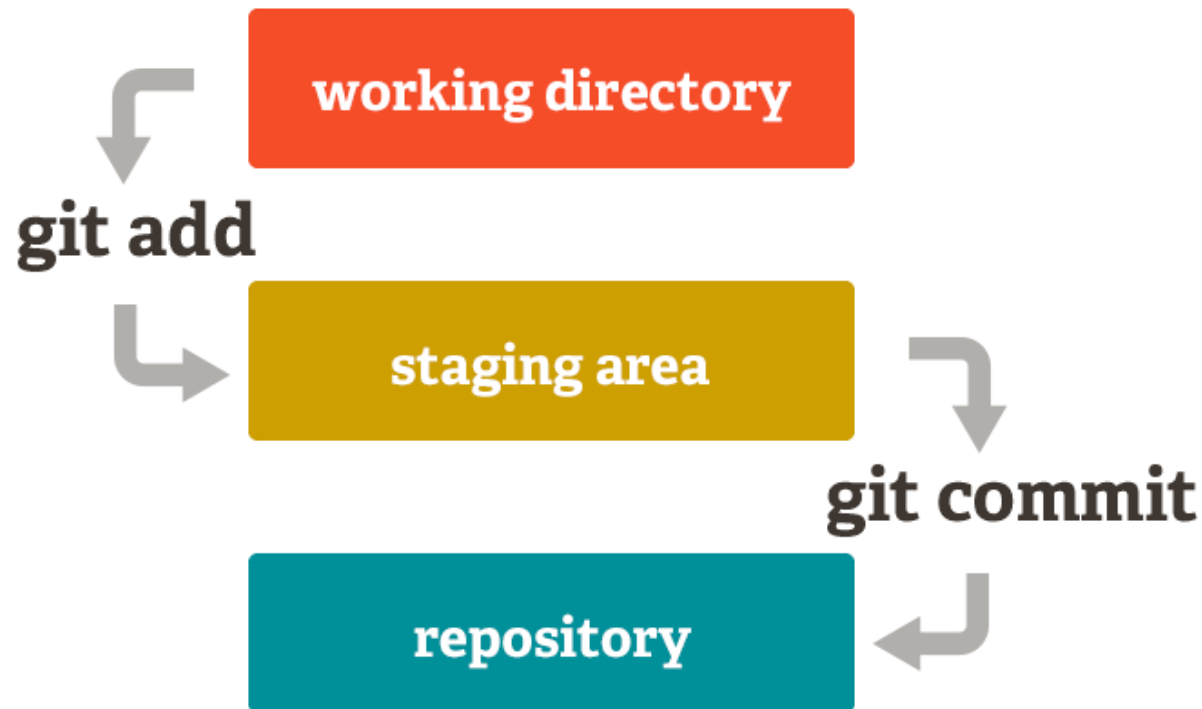 working directory
git add
staging area
git commit
repository